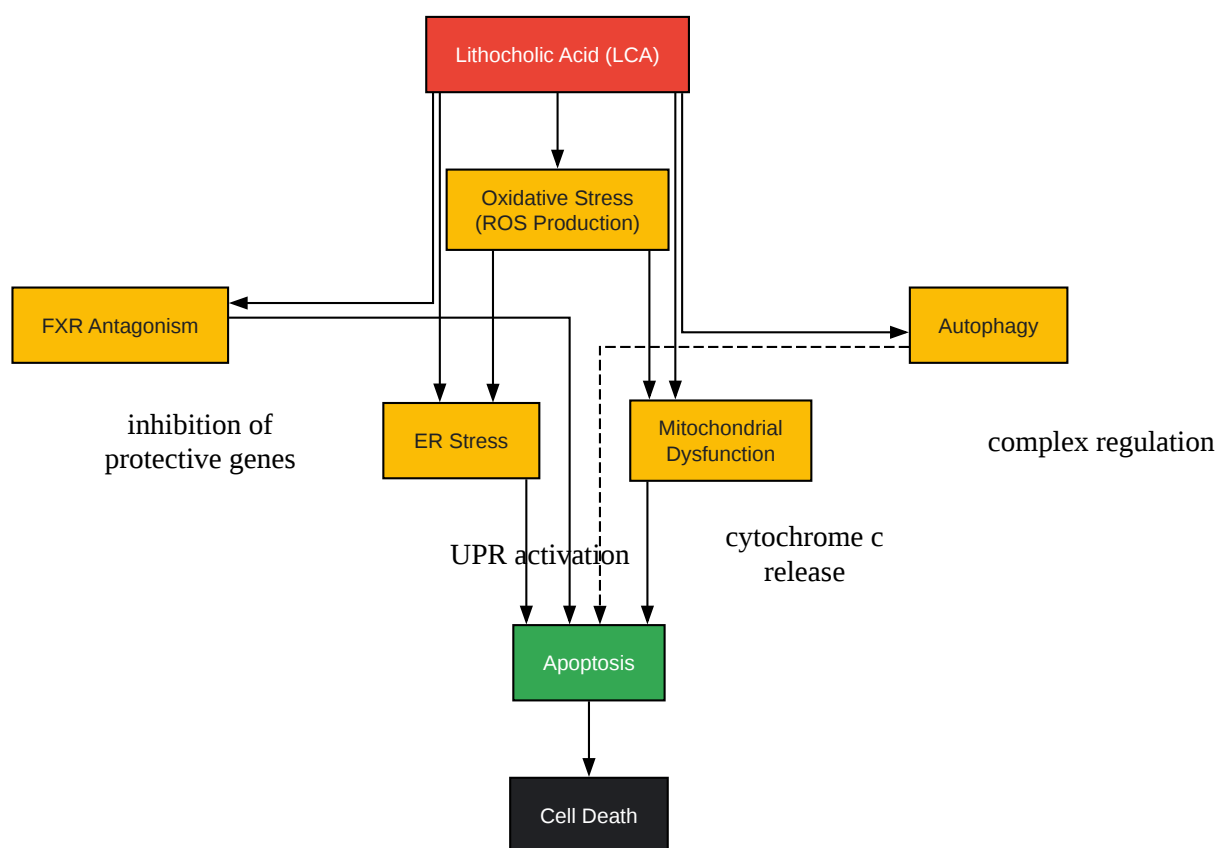 Lithocholic Acid (LCA)
Oxidative Stress
(ROS Production)
FXR Antagonism
Autophagy
inhibition of
protective genes
ER Stress
Mitochondrial
Dysfunction
complex regulation
UPR activation
cytochrome c
release
Apoptosis
Cell Death